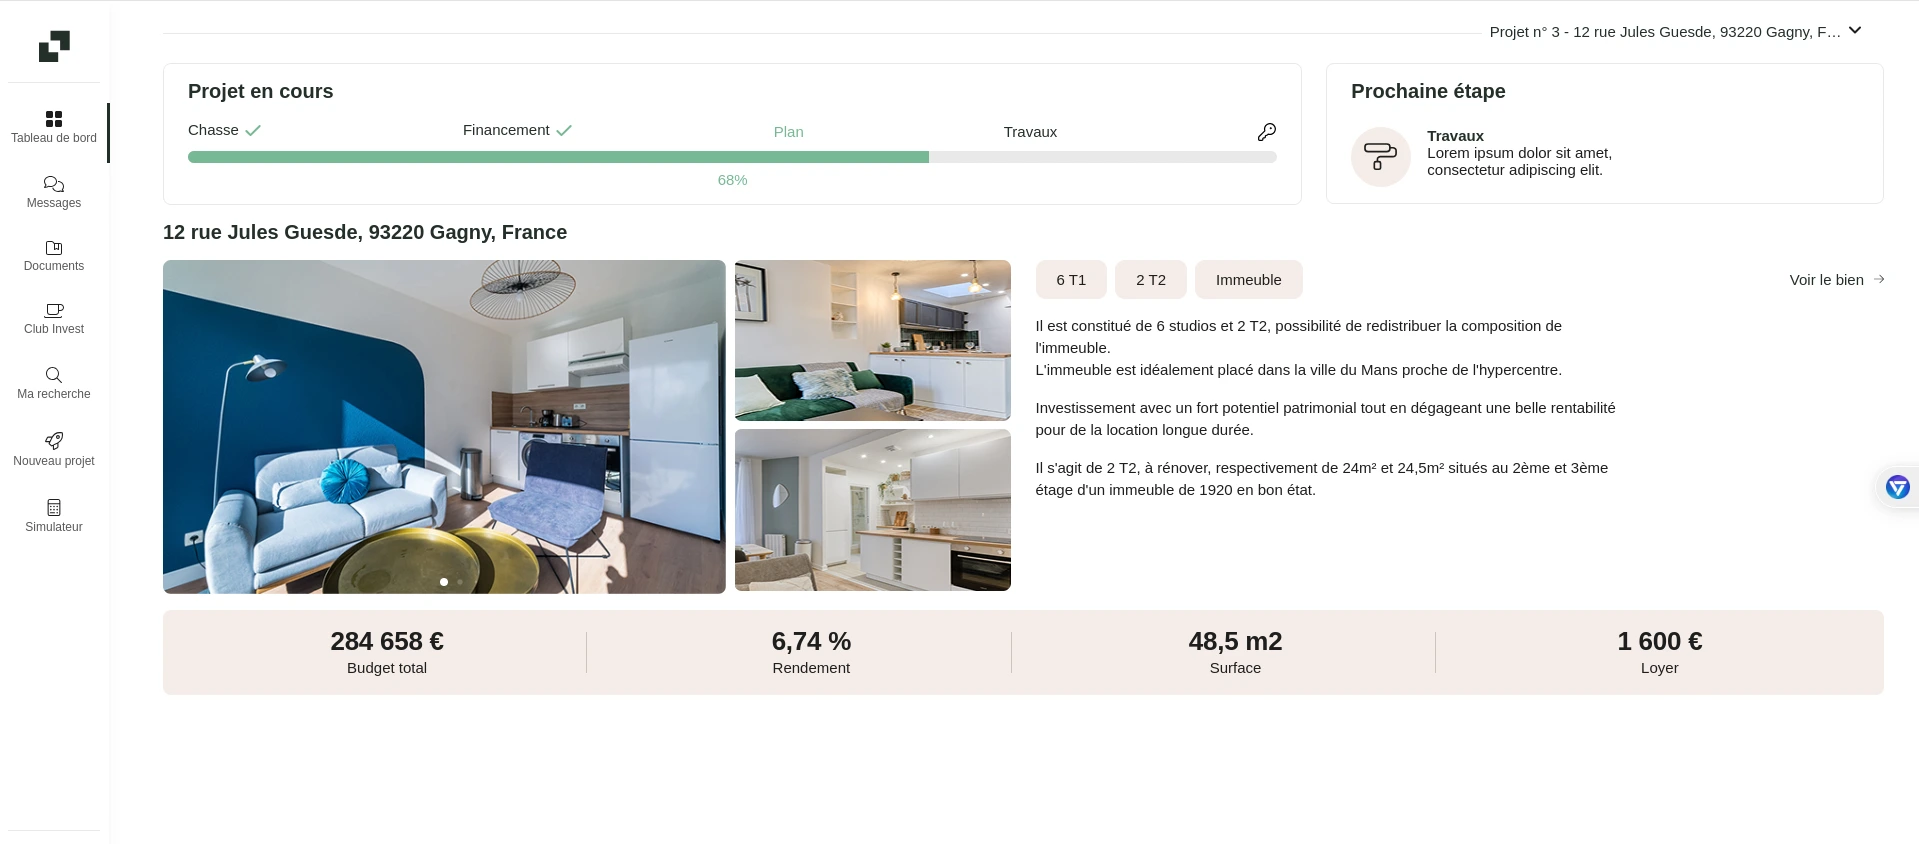 Projet n° 3 - 12 rue Jules Guesde, 93220 Gagny, F…
Tableau de bord
Messages
Documents
Club Invest
Ma recherche
Nouveau projet
Simulateur
Projet en cours
Chasse
Financement
Plan
Travaux
68%
Prochaine étape
Travaux
Lorem ipsum dolor sit amet,
consectetur adipiscing elit.
12 rue Jules Guesde, 93220 Gagny, France
6 T1
2 T2
Immeuble
Voir le bien
Il est constitué de 6 studios et 2 T2, possibilité de redistribuer la composition de
l'immeuble.
L'immeuble est idéalement placé dans la ville du Mans proche de l'hypercentre.
Investissement avec un fort potentiel patrimonial tout en dégageant une belle rentabilité
pour de la location longue durée.
Il s'agit de 2 T2, à rénover, respectivement de 24m² et 24,5m² situés au 2ème et 3ème
étage d'un immeuble de 1920 en bon état.
284 658 €
Budget total
6,74 %
Rendement
48,5 m2
Surface
1 600 €
Loyer